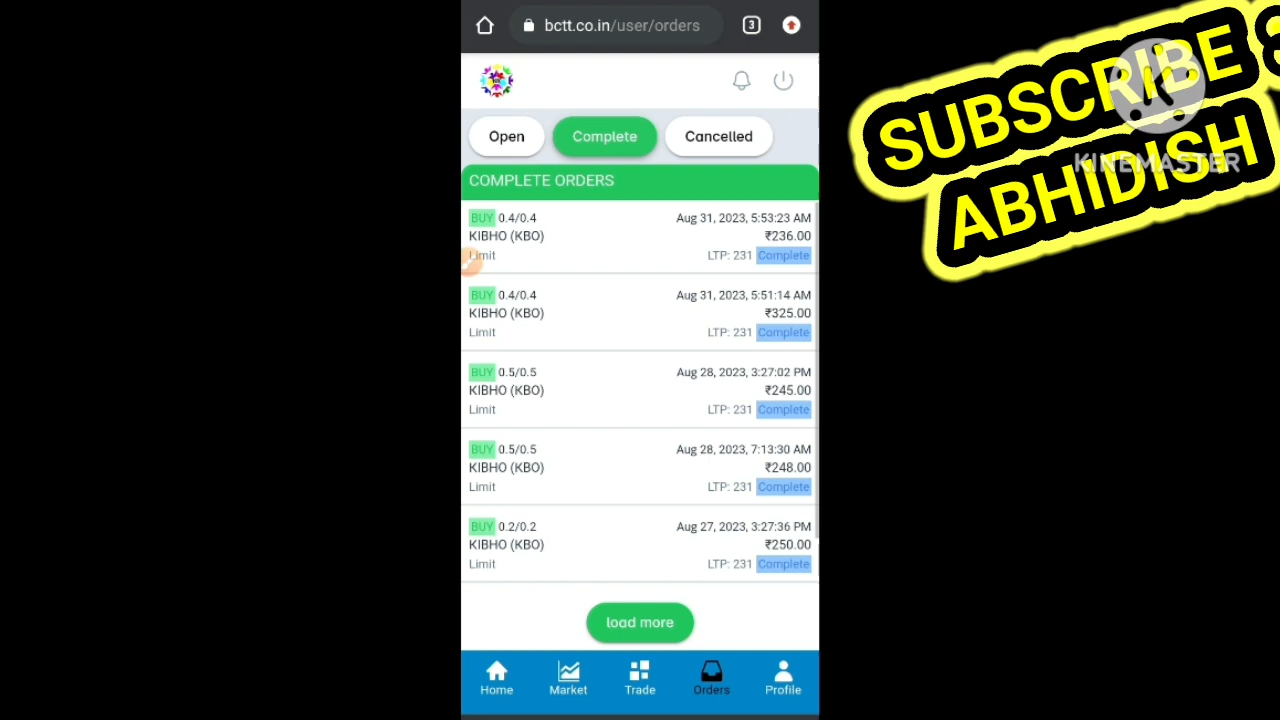 bctt.co.in/user/orders
3
Open
Complete
Cancelled
COMPLETE ORDERS
BUY 0.4/0.4 Aug 31, 2023, 5:53:23 AM
KIBHO (KBO) ₹236.00
Limit LTP: 231 Complete
BUY 0.4/0.4 Aug 31, 2023, 5:51:14 AM
KIBHO (KBO) ₹325.00
Limit LTP: 231 Complete
BUY 0.5/0.5 Aug 28, 2023, 3:27:02 PM
KIBHO (KBO) ₹245.00
Limit LTP: 231 Complete
BUY 0.5/0.5 Aug 28, 2023, 7:13:30 AM
KIBHO (KBO) ₹248.00
Limit LTP: 231 Complete
BUY 0.2/0.2 Aug 27, 2023, 3:27:36 PM
KIBHO (KBO) ₹250.00
Limit LTP: 231 Complete
load more
Home
Market
Trade
Orders
Profile
SUBSCRIBE
ABHIDISH
KINEMASTER